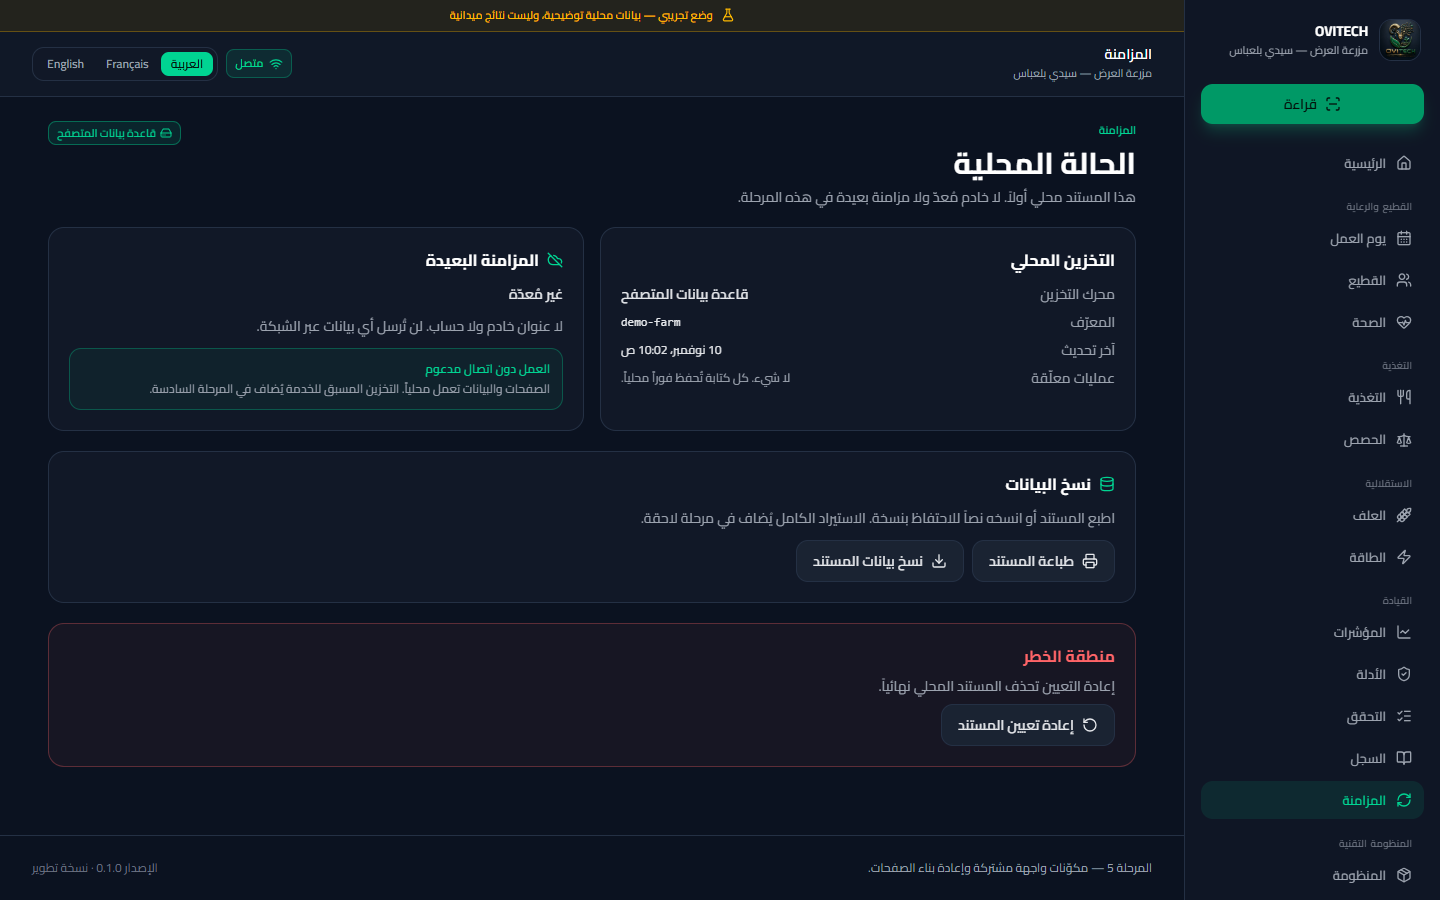 وضع تجريبي — بيانات محلية توضيحية، وليست نتائج ميدانية
OVITECH
مزرعة العرض — سيدي بلعباس
قراءة
الرئيسية
القطيع والرعاية
يوم العمل
القطيع
الصحة
التغذية
التغذية
الحصص
الاستقلالية
العلف
الطاقة
القيادة
المؤشرات
الأدلة
التحقق
السجل
المزامنة
المنظومة التقنية
المنظومة
المزامنة
مزرعة العرض — سيدي بلعباس
متصل
العربية
Français
English
المزامنة
الحالة المحلية
هذا المستند محلي أولاً. لا خادم مُعدّ ولا مزامنة بعيدة في هذه المرحلة.
قاعدة بيانات المتصفح
التخزين المحلي
محرك التخزين
قاعدة بيانات المتصفح
المعرّف
demo-farm
آخر تحديث
10 نوفمبر، 10:02 ص
عمليات معلّقة
لا شيء. كل كتابة تُحفظ فوراً محلياً.
المزامنة البعيدة
غير مُعدّة
لا عنوان خادم ولا حساب. لن تُرسل أي بيانات عبر الشبكة.
العمل دون اتصال مدعوم
الصفحات والبيانات تعمل محلياً. التخزين المسبق للخدمة يُضاف في المرحلة السادسة.
نسخ البيانات
اطبع المستند أو انسخه نصاً للاحتفاظ بنسخة. الاستيراد الكامل يُضاف في مرحلة لاحقة.
طباعة المستند
نسخ بيانات المستند
منطقة الخطر
إعادة التعيين تحذف المستند المحلي نهائياً.
إعادة تعيين المستند
المرحلة 5 — مكوّنات واجهة مشتركة وإعادة بناء الصفحات.
الإصدار 0.1.0 · نسخة تطوير